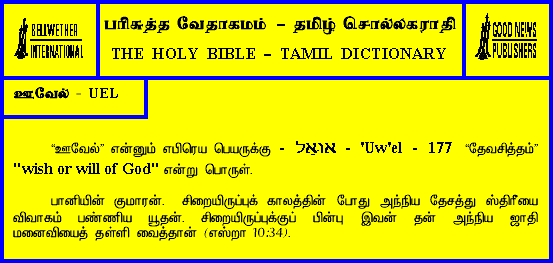 BELLWETHER
INTERNATIONAL
பரிசுத்த வேதாகமம் – தமிழ் சொல்லகராதி
THE HOLY BIBLE – TAMIL DICTIONARY
GOOD NEWS
PUBLISHERS
ஊவேல் - UEL
“ஊவேல்” என்னும் எபிரெய பெயருக்கு - אוּאֵל - 'Uw'el - 177 “தேவசித்தம்”
"wish or will of God" என்று பொருள்.
பானியின் குமாரன். சிறையிருப்புக் காலத்தின் போது அந்நிய தேசத்து ஸ்திரீயை
விவாகம் பண்ணிய யூதன். சிறையிருப்புக்குப் பின்பு இவன் தன் அந்நிய ஜாதி
மனைவியைத் தள்ளி வைத்தான் (எஸ்றா 10:34).